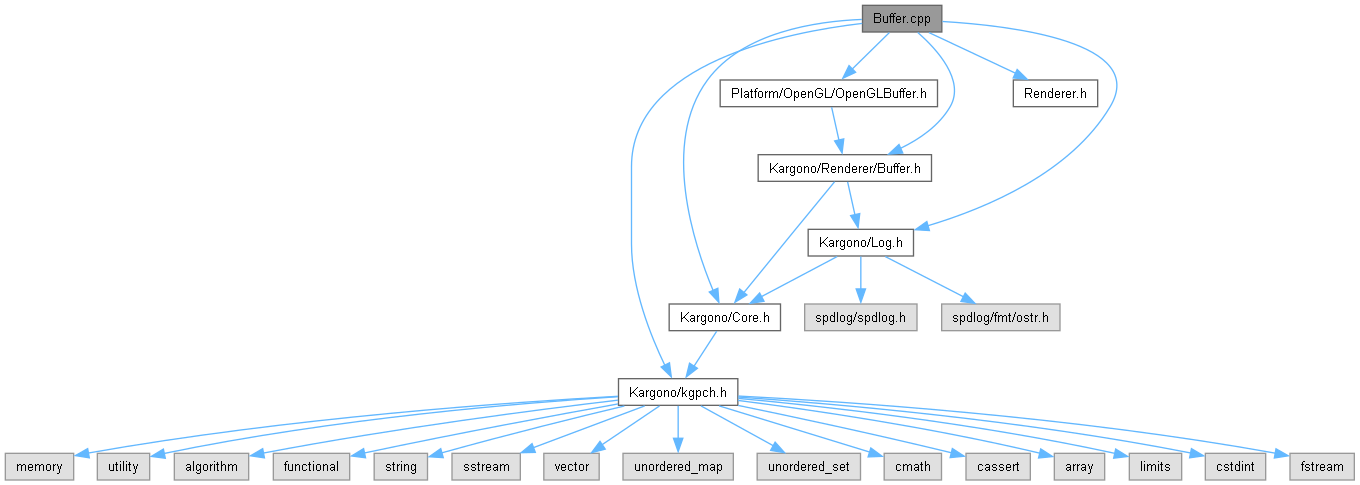 Buffer.cpp
Platform/OpenGL/OpenGLBuffer.h
Renderer.h
Kargono/Renderer/Buffer.h
Kargono/Log.h
Kargono/Core.h
spdlog/spdlog.h
spdlog/fmt/ostr.h
Kargono/kgpch.h
memory
utility
algorithm
functional
string
sstream
vector
unordered_map
unordered_set
cmath
cassert
array
limits
cstdint
fstream